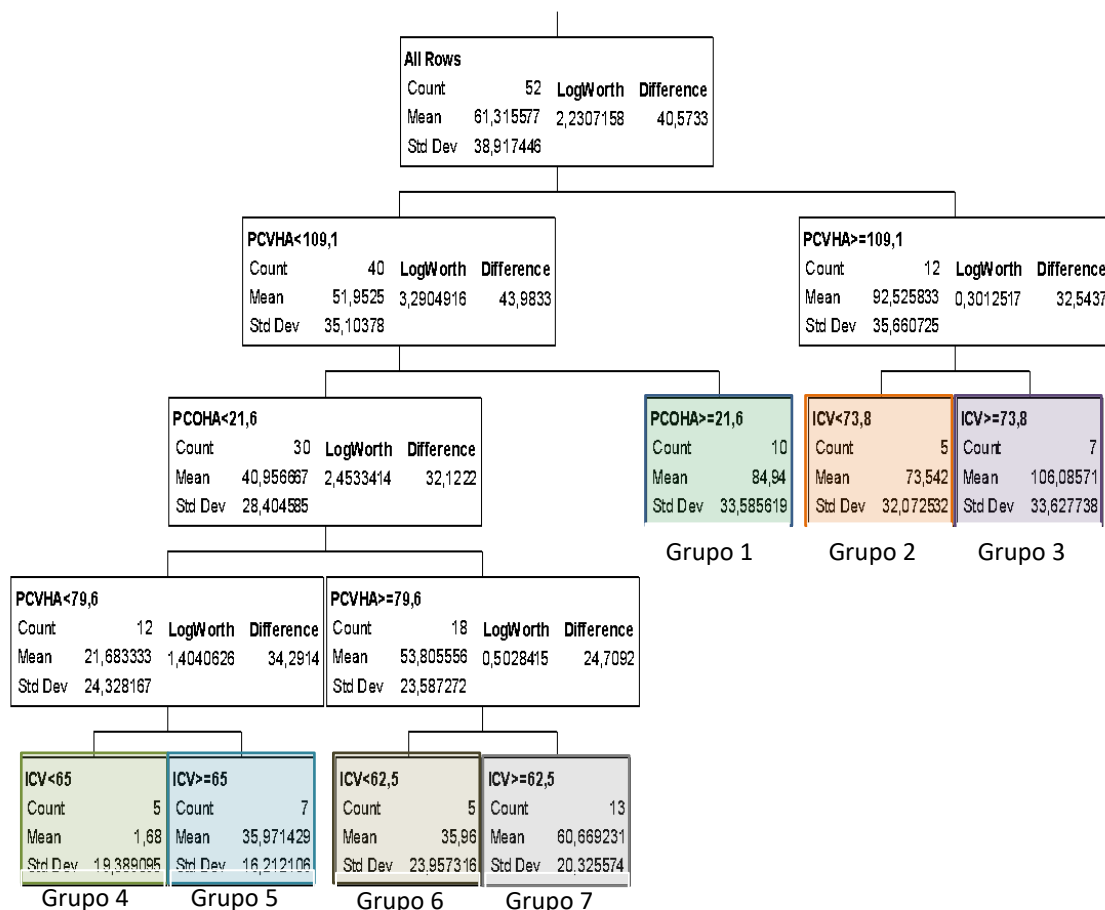 All Rows
Count 52 LogWorth Difference
Mean 61,315577 2,2307158 40,5733
Std Dev 38,917446
PCVHA<109,1
Count 40 LogWorth Difference
Mean 51,9525 3,2904916 43,9833
Std Dev 35,10378
PCVHA>=109,1
Count 12 LogWorth Difference
Mean 92,525833 0,3012517 32,5437
Std Dev 35,660725
PCOHA<21,6
Count 30 LogWorth Difference
Mean 40,956667 2,4533414 32,1222
Std Dev 28,404585
PCOHA>=21,6
Count 10
Mean 84,94
Std Dev 33,585619
ICV<73,8
Count 5
Mean 73,542
Std Dev 32,072532
ICV>=73,8
Count 7
Mean 106,08571
Std Dev 33,627738
Grupo 1
Grupo 2
Grupo 3
PCVHA<79,6
Count 12 LogWorth Difference
Mean 21,683333 1,4040626 34,2914
Std Dev 24,328167
PCVHA>=79,6
Count 18 LogWorth Difference
Mean 53,805556 0,5028415 24,7092
Std Dev 23,587272
ICV<65
Count 5
Mean 1,68
Std Dev 19,389095
ICV>=65
Count 7
Mean 35,971429
Std Dev 16,212106
ICV<62,5
Count 5
Mean 35,96
Std Dev 23,957316
ICV>=62,5
Count 13
Mean 60,669231
Std Dev 20,325574
Grupo 4
Grupo 5
Grupo 6
Grupo 7